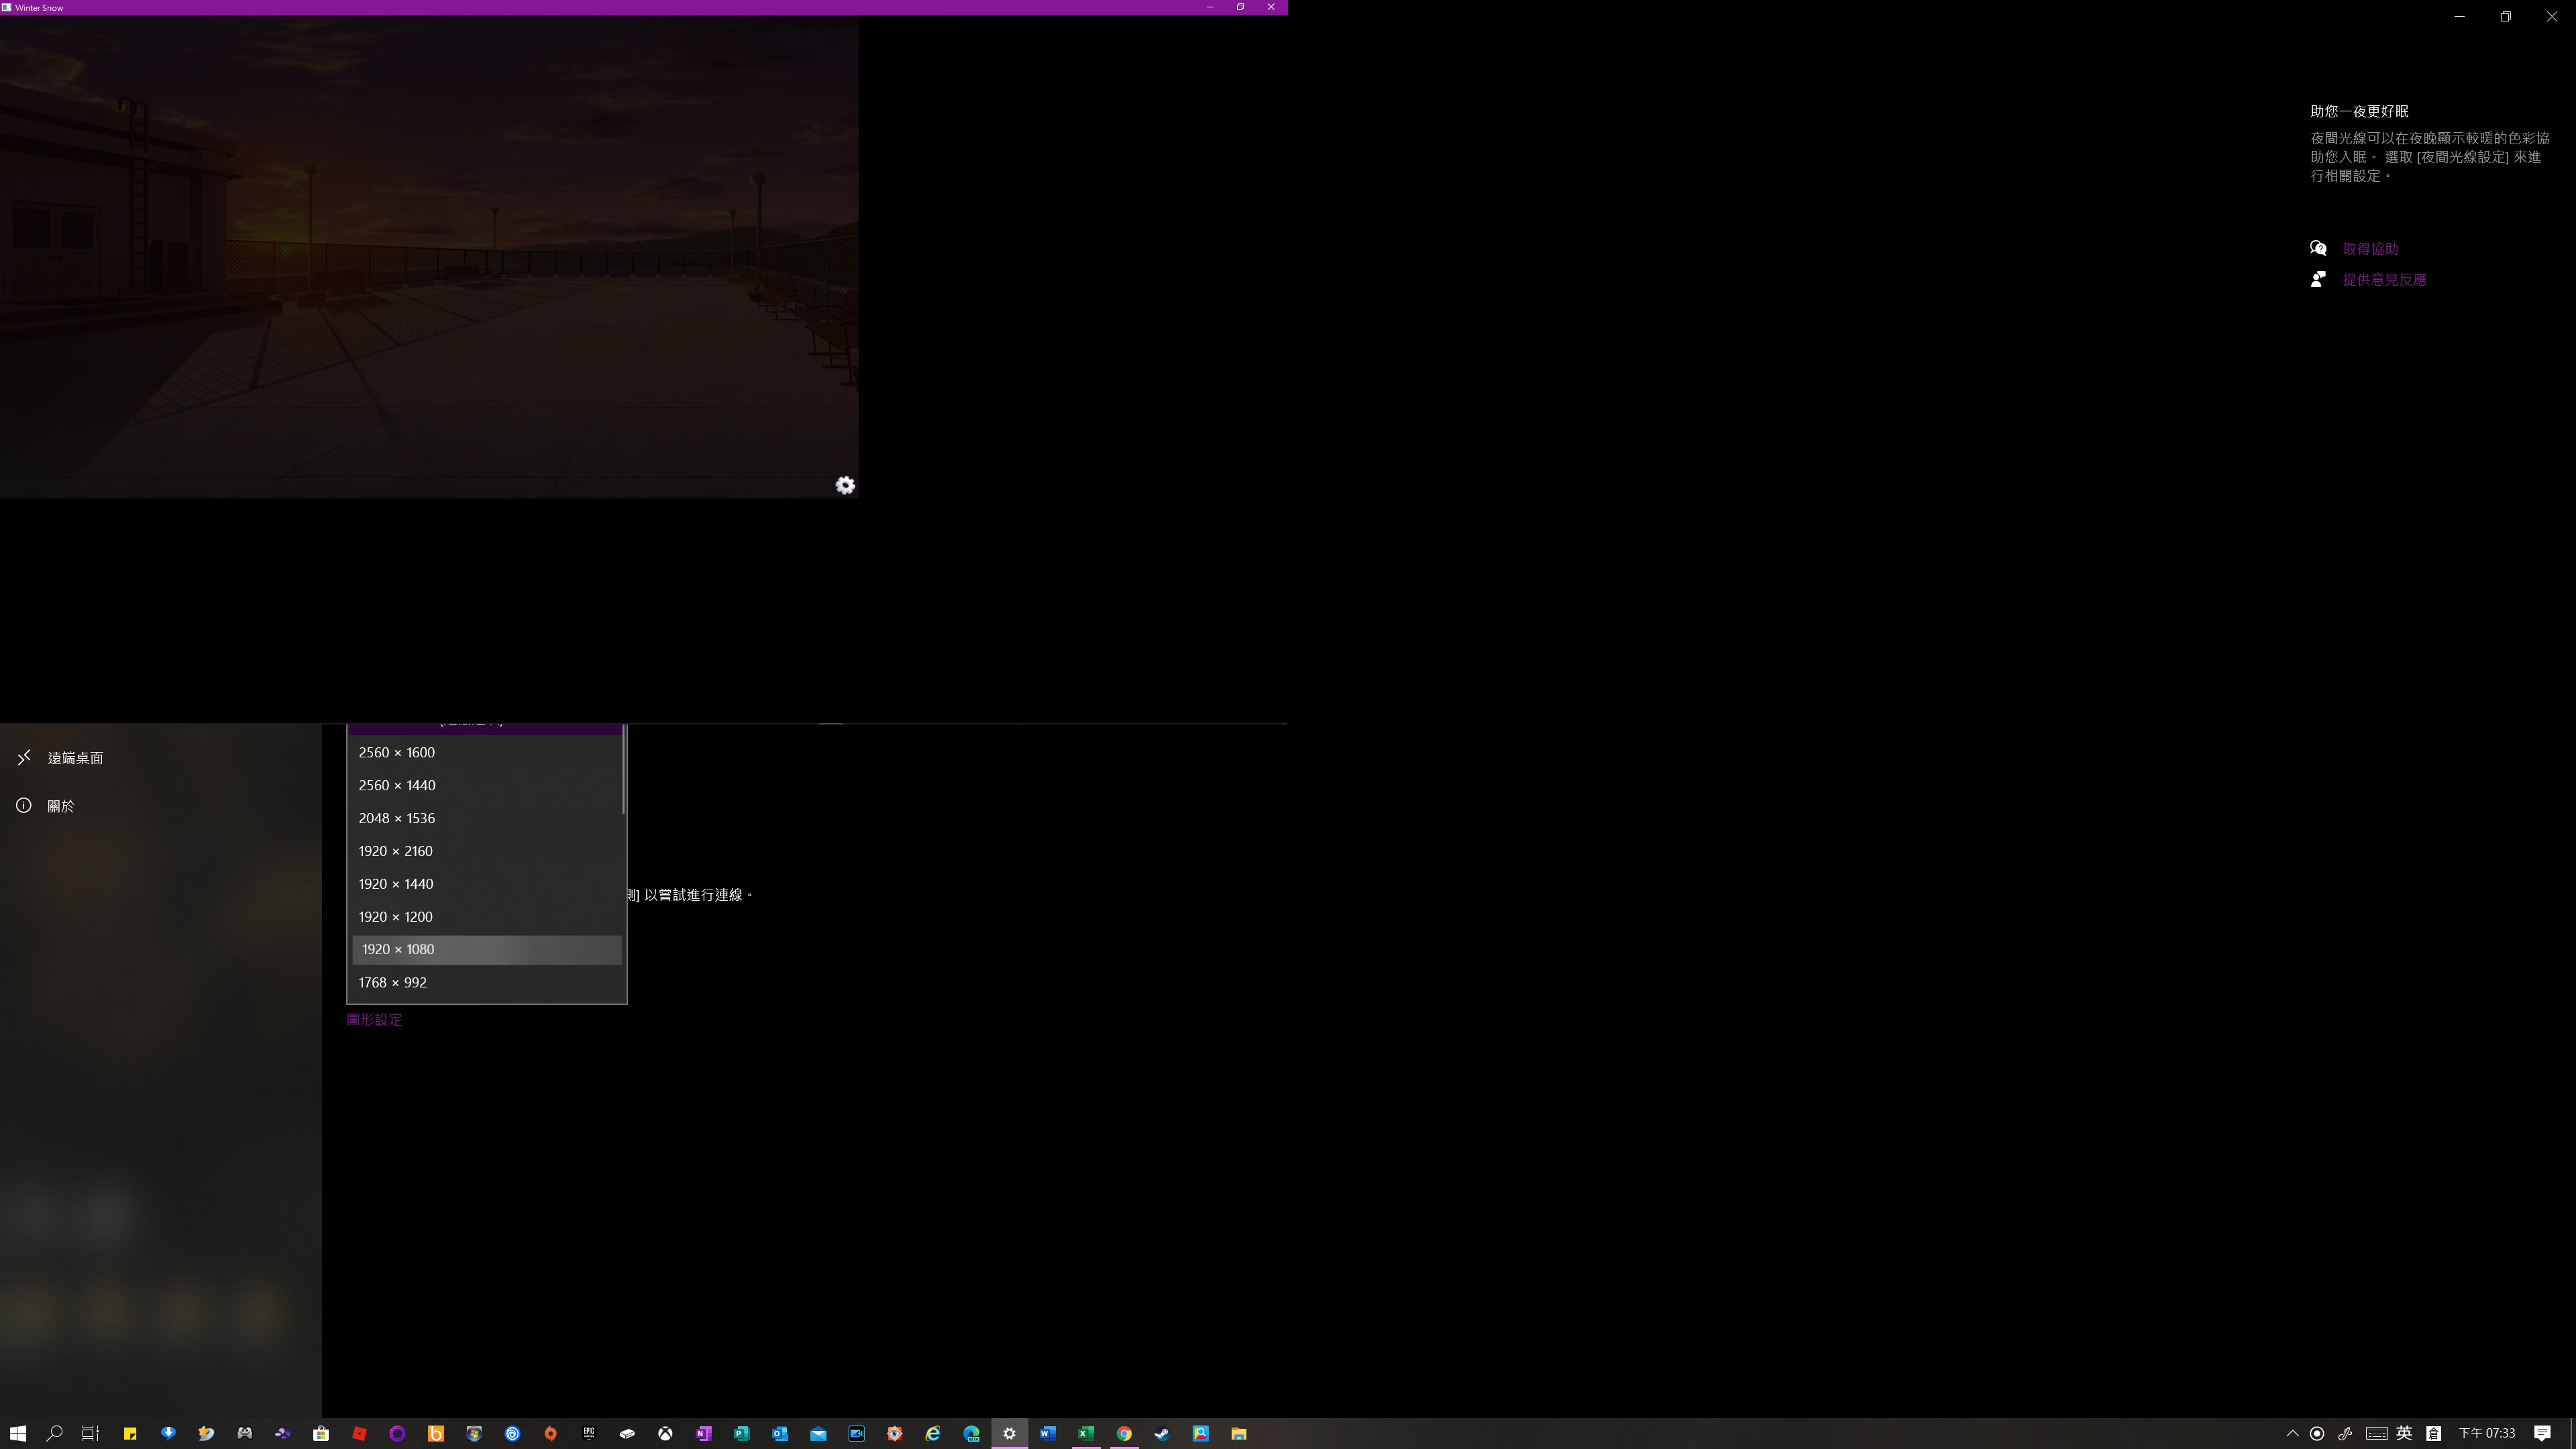 Winter Snow
助您一夜更好眠
夜間光線可以在夜晚顯示較暖的色彩協
助您入眠。 選取 [夜間光線設定] 來進
行相關設定。
取得協助
提供意見反應
遠端桌面
關於
2560 × 1600
2560 × 1440
2048 × 1536
1920 × 2160
1920 × 1440
1920 × 1200
1920 × 1080
1768 × 992
測] 以嘗試進行連線。
圖形設定
英
倉
下午 07:33